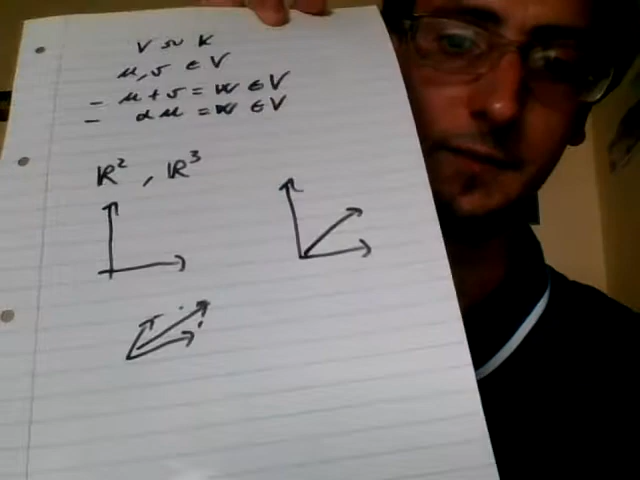 V su K
u, v ∈ V
- u + v = w ∈ V
- αu = w ∈ V
ℝ², ℝ³